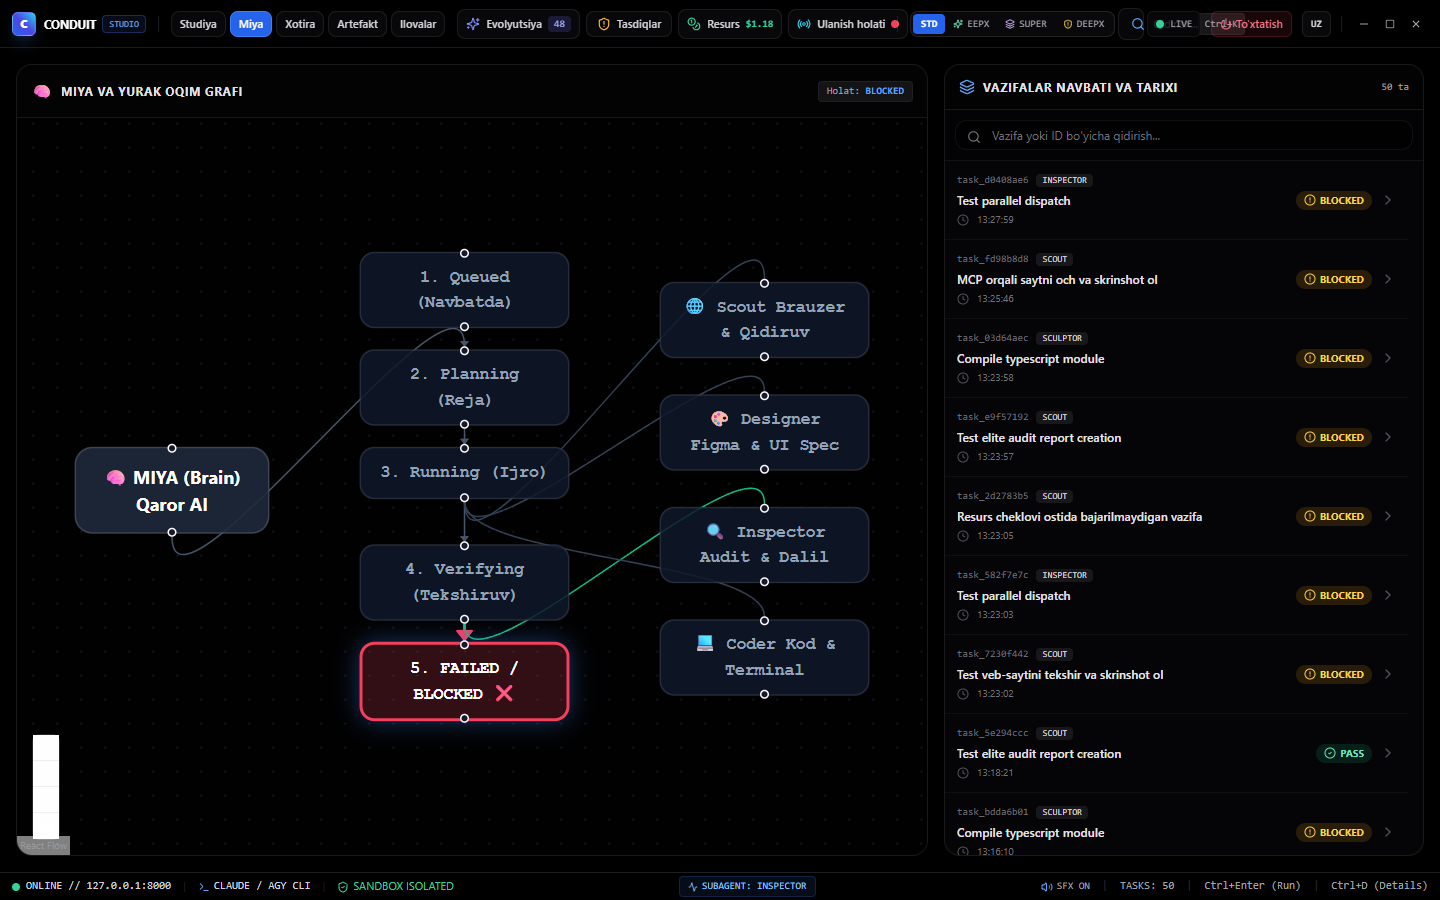 C CONDUIT STUDIO Studiya Miya Xotira Artefakt Ilovalar Evolyutsiya 48 Tasdiqlar Resurs $1.18 Ulanish holati STD EEPX SUPER DEEPX LIVE Ctrl+K To'xtatish UZ
🧠 MIYA VA YURAK OQIM GRAFI
Holat: BLOCKED
1. Queued
(Navbatda)
2. Planning
(Reja)
3. Running (Ijro)
4. Verifying
(Tekshiruv)
5. FAILED /
BLOCKED ❌
🧠 MIYA (Brain)
Qaror AI
🌐 Scout Brauzer
& Qidiruv
🎨 Designer
Figma & UI Spec
🔍 Inspector
Audit & Dalil
💻 Coder Kod &
Terminal
React Flow
VAZIFALAR NAVBATI VA TARIXI
50 ta
Vazifa yoki ID bo'yicha qidirish...
task_d0408ae6 INSPECTOR
Test parallel dispatch
BLOCKED
13:27:59
task_fd98b8d8 SCOUT
MCP orqali saytni och va skrinshot ol
BLOCKED
13:25:46
task_03d64aec SCULPTOR
Compile typescript module
BLOCKED
13:23:58
task_e9f57192 SCOUT
Test elite audit report creation
BLOCKED
13:23:57
task_2d2783b5 SCOUT
Resurs cheklovi ostida bajarilmaydigan vazifa
BLOCKED
13:23:05
task_582f7e7c INSPECTOR
Test parallel dispatch
BLOCKED
13:23:03
task_7230f442 SCOUT
Test veb-saytini tekshir va skrinshot ol
BLOCKED
13:23:02
task_5e294ccc SCOUT
Test elite audit report creation
PASS
13:18:21
task_bdda6b01 SCULPTOR
Compile typescript module
BLOCKED
13:16:10
ONLINE // 127.0.0.1:8000 CLAUDE / AGY CLI SANDBOX ISOLATED SUBAGENT: INSPECTOR SFX ON TASKS: 50 Ctrl+Enter (Run) Ctrl+D (Details)